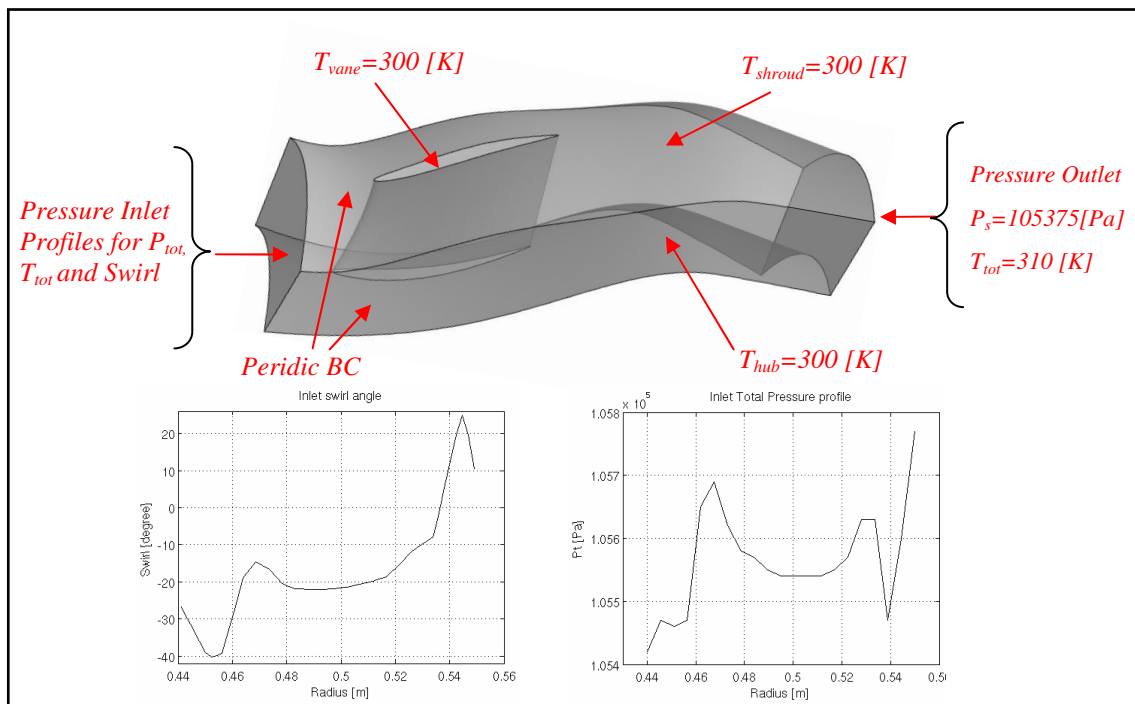 T_vane=300 [K]
T_shroud=300 [K]
Pressure Inlet
Profiles for P_tot,
T_tot and Swirl
Pressure Outlet
P_s=105375[Pa]
T_tot=310 [K]
Peridic BC
T_hub=300 [K]
Inlet swirl angle
20
10
0
-10
-20
-30
-40
Swirl [degree]
0.44
0.46
0.48
0.5
0.52
0.54
0.56
Radius [m]
Inlet Total Pressure profile
x 10^5
1.058
1.057
1.056
1.055
1.054
Pt [Pa]
0.44
0.46
0.48
0.5
0.52
0.54
Radius [m]